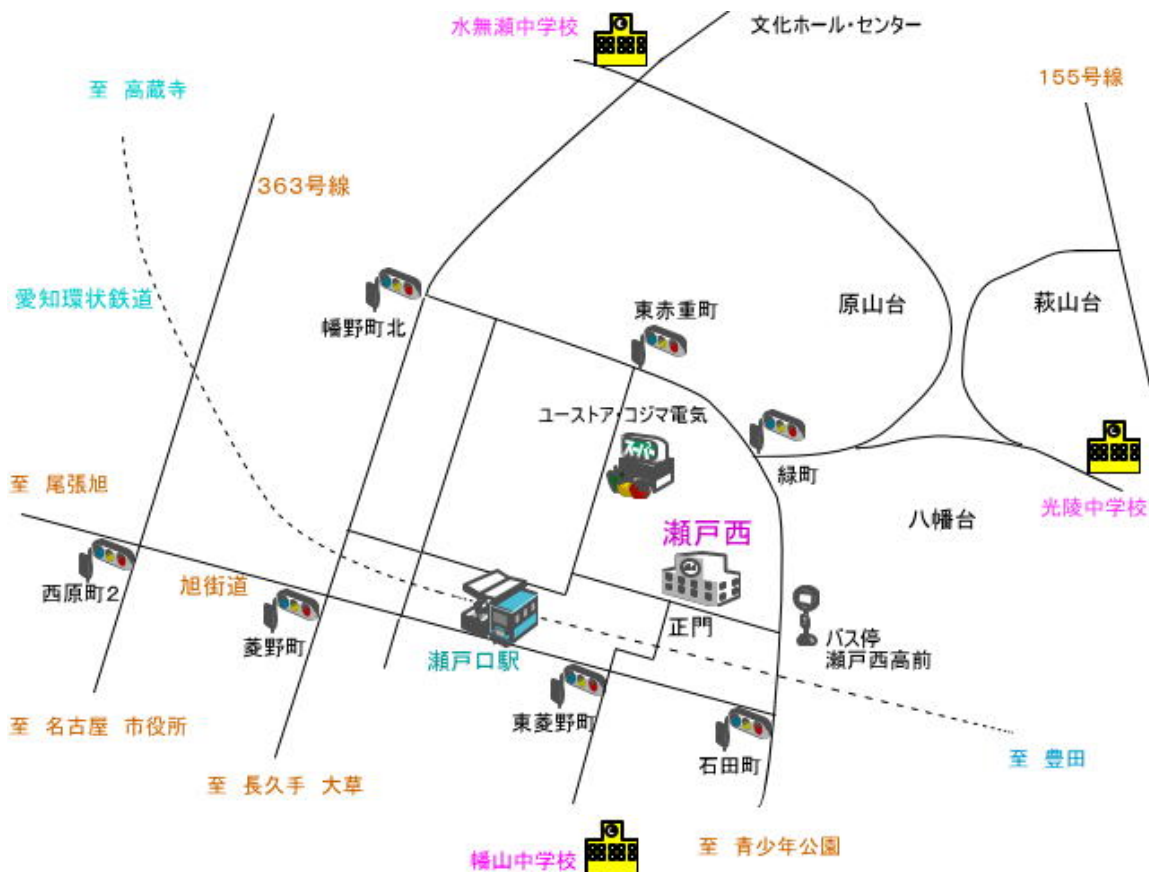 水無瀬中学校
文化ホール・センター
155号線
至 高蔵寺
363号線
愛知環状鉄道
幡野町北
東赤重町
原山台
萩山台
ユーストア・コジマ電気
スーパー
緑町
至 尾張旭
瀬戸西
八幡台
光陵中学校
西原町2
旭街道
菱野町
正門
バス停
瀬戸西高前
瀬戸口駅
東菱野町
石田町
至 名古屋 市役所
至 長久手 大草
至 豊田
幡山中学校
至 青少年公園